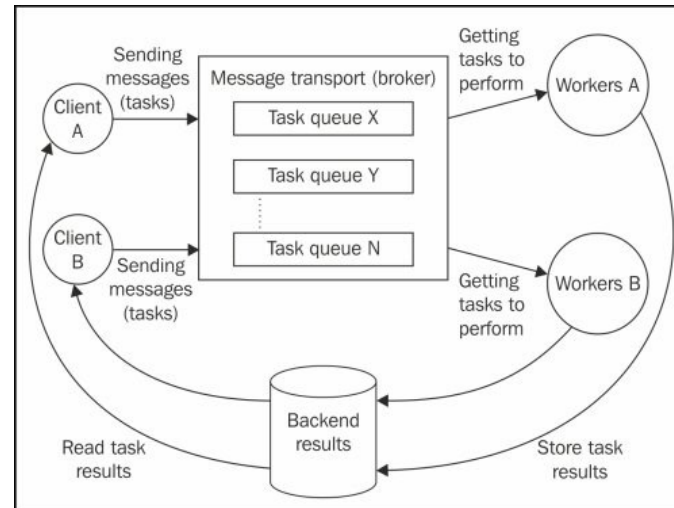 Sending
messages
(tasks)
Client
A
Message transport (broker)
Task queue X
Task queue Y
Task queue N
Getting
tasks to
perform
Workers A
Client
B
Sending
messages
(tasks)
Getting
tasks to
perform
Workers B
Backend
results
Read task
results
Store task
results